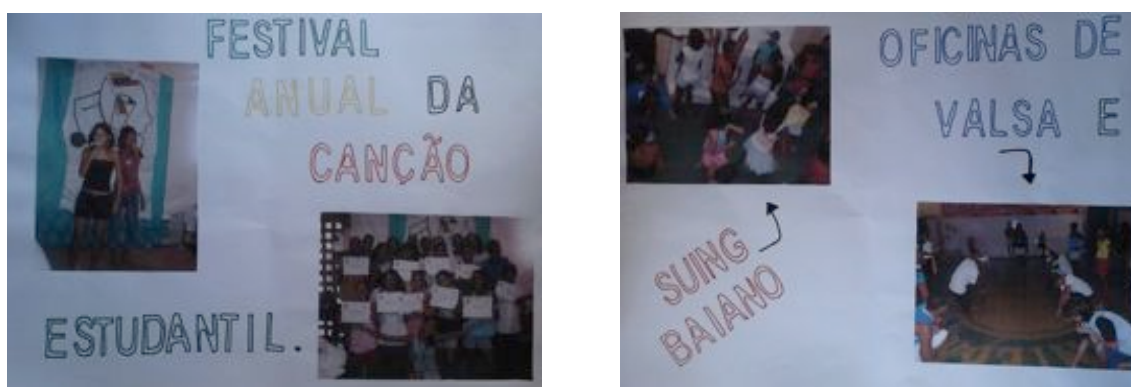 FESTIVAL
ANUAL DA
CANÇÃO
ESTUDANTIL.
OFICINAS DE
VALSA E
SUING
BAIANO